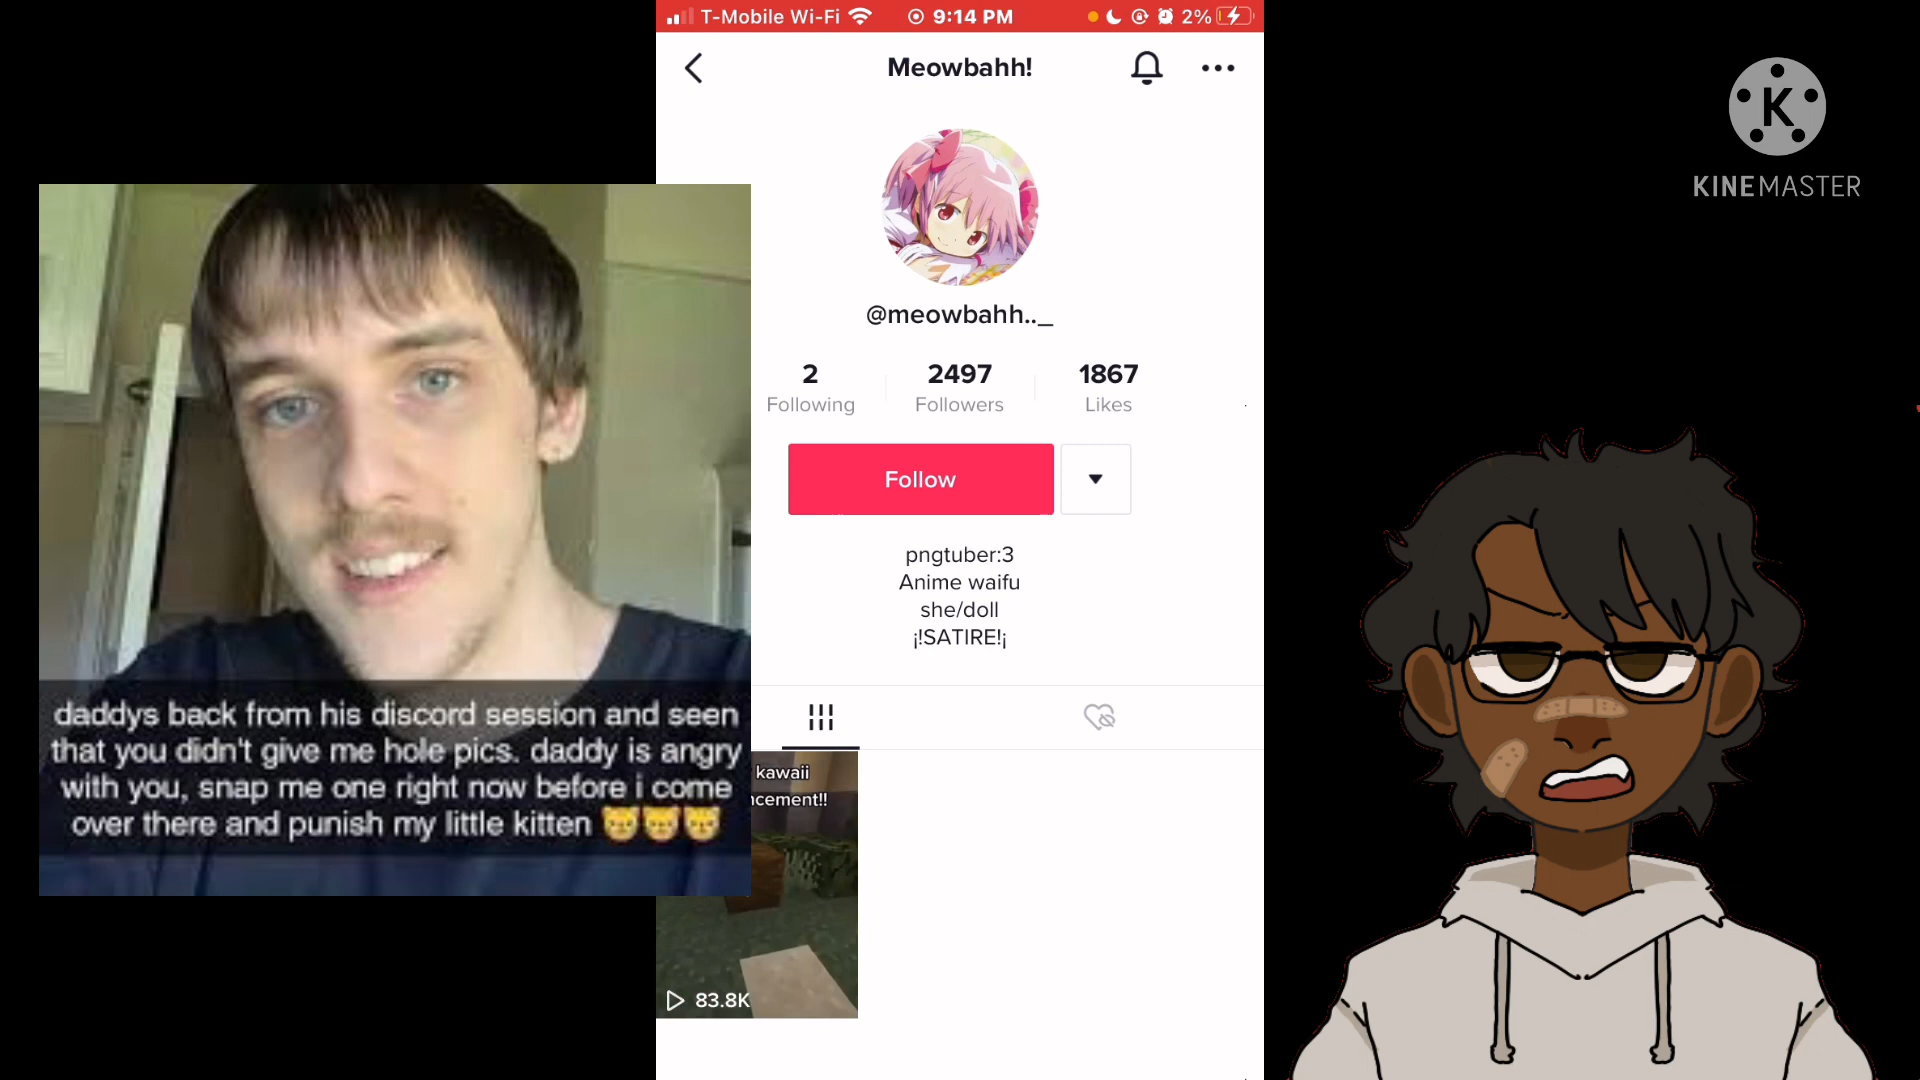 T-Mobile Wi-Fi 9:14 PM 2%
Meowbahh!
@meowbahh.._
2 2497 1867
Following Followers Likes
Follow
pngtuber:3
Anime waifu
she/doll
¡!SATIRE!¡
kawaii
ncement!!
83.8K
daddys back from his discord session and seen
that you didn't give me hole pics. daddy is angry
with you, snap me one right now before i come
over there and punish my little kitten 😼😼😼
K
KINEMASTER